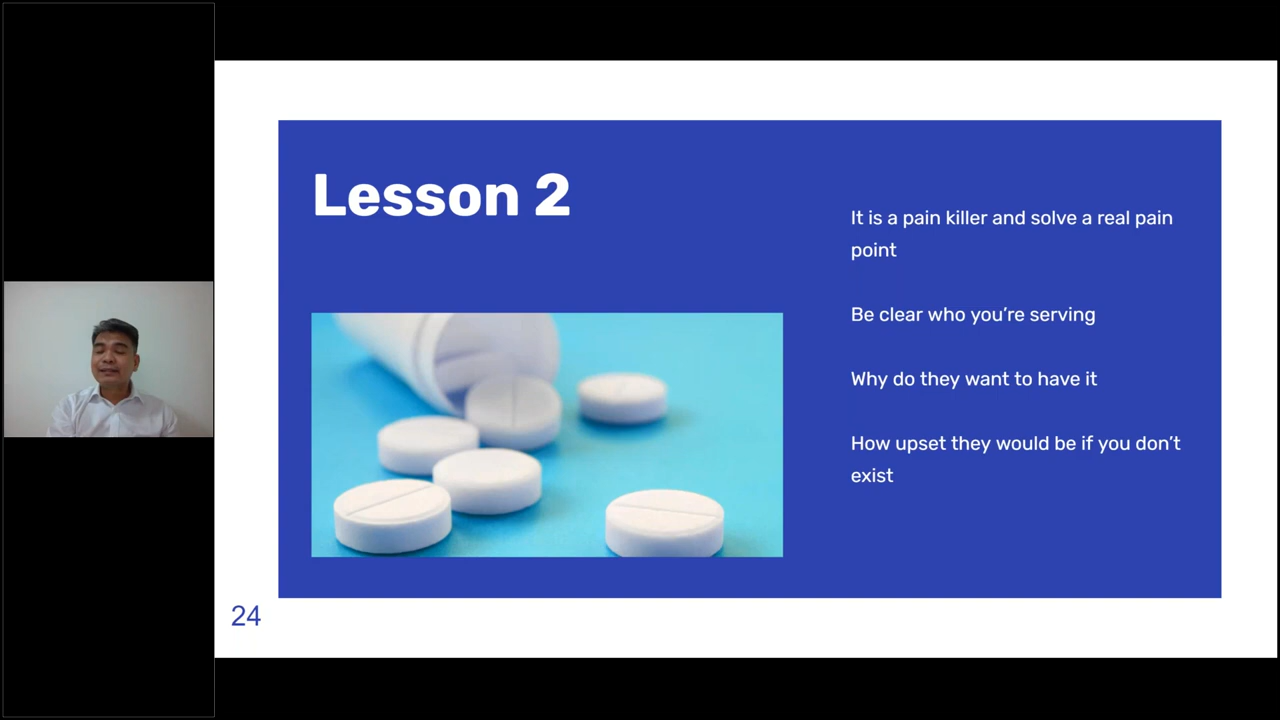 Lesson 2
It is a pain killer and solve a real pain
point
Be clear who you're serving
Why do they want to have it
How upset they would be if you don't
exist
24